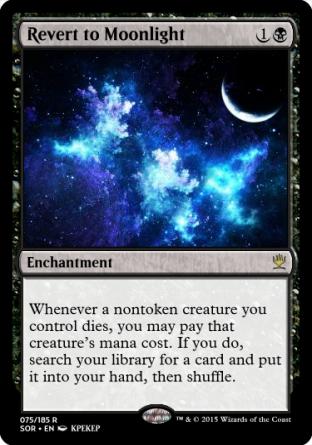 Revert to Moonlight 1
Enchantment
Whenever a nontoken creature you
control dies, you may pay that
creature's mana cost. If you do,
search your library for a card and put
it into your hand, then shuffle.
075/185 R
SOR • EN KPEKEP
™ & © 2015 Wizards of the Coast